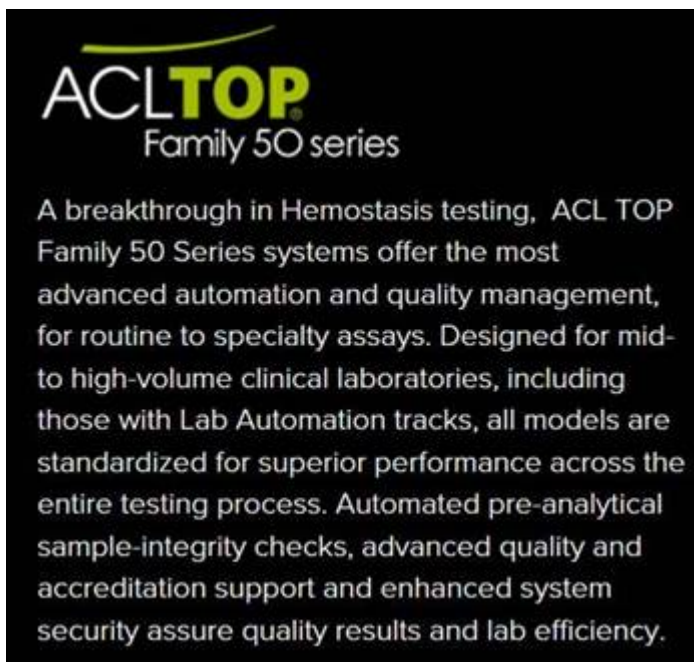 ACLTOP®
Family 50 series
A breakthrough in Hemostasis testing, ACL TOP
Family 50 Series systems offer the most
advanced automation and quality management,
for routine to specialty assays. Designed for mid-
to high-volume clinical laboratories, including
those with Lab Automation tracks, all models are
standardized for superior performance across the
entire testing process. Automated pre-analytical
sample-integrity checks, advanced quality and
accreditation support and enhanced system
security assure quality results and lab efficiency.